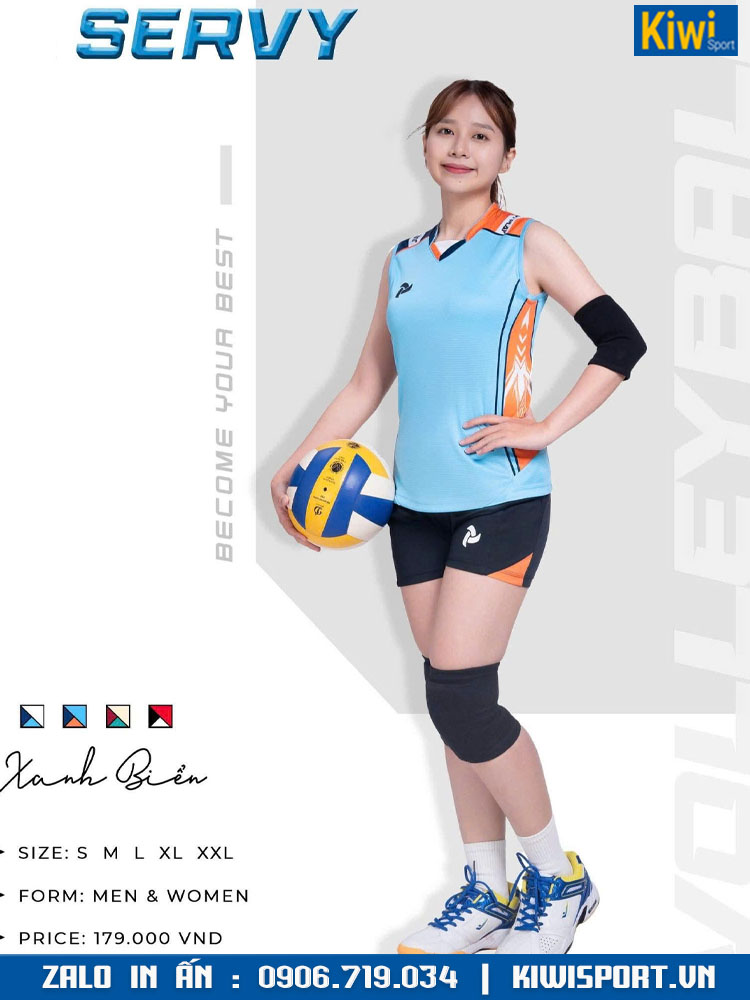 SERVY
Kiwi
Sport
BECOME YOUR BEST
VOLLEYBALL
Xanh Biển
SIZE: S M L XL XXL
FORM: MEN & WOMEN
PRICE: 179.000 VND
ZALO IN ẤN : 0906.719.034 | KIWISPORT.VN